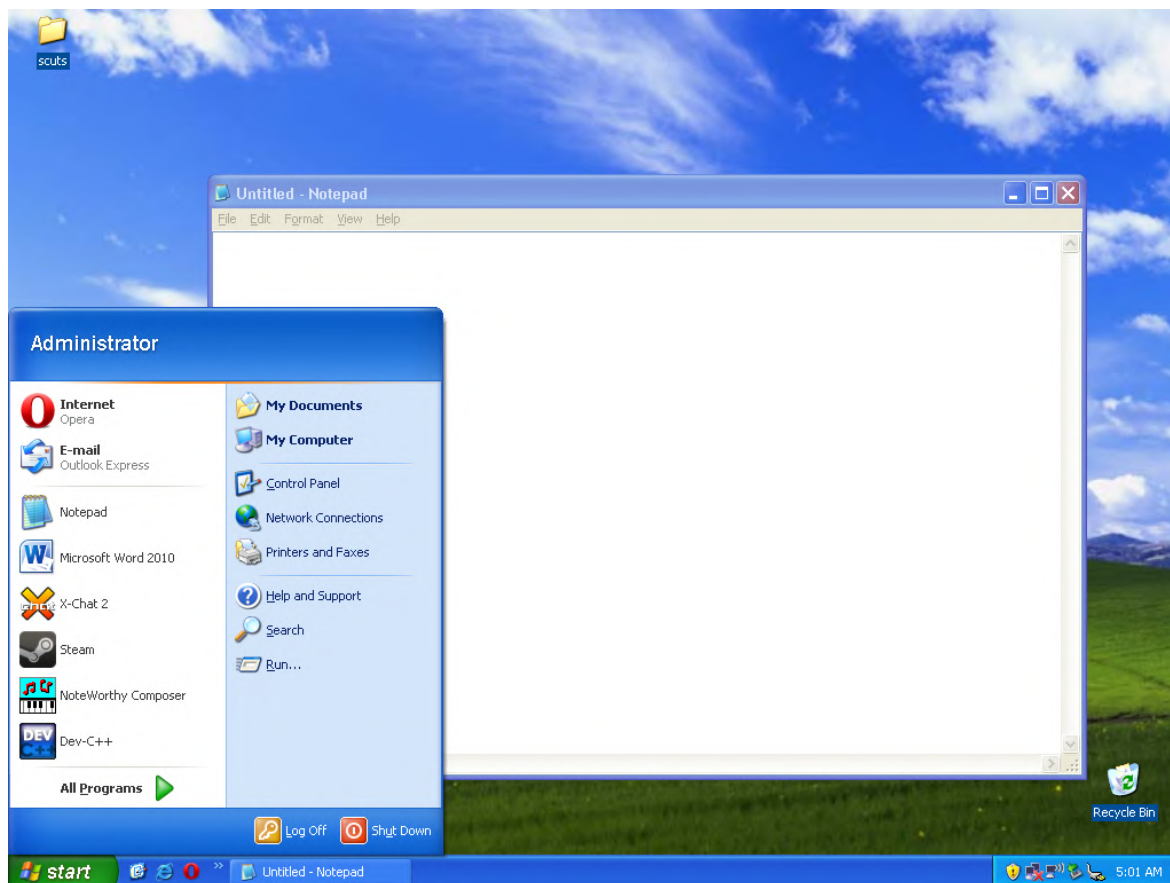 scuts
Untitled - Notepad
File Edit Format View Help
Administrator
Internet
Opera
E-mail
Outlook Express
Notepad
Microsoft Word 2010
X-Chat 2
Steam
NoteWorthy Composer
DEV
C++
Dev-C++
All Programs
My Documents
My Computer
Control Panel
Network Connections
Printers and Faxes
Help and Support
Search
Run...
Log Off
Shut Down
Recycle Bin
start
Untitled - Notepad
5:01 AM